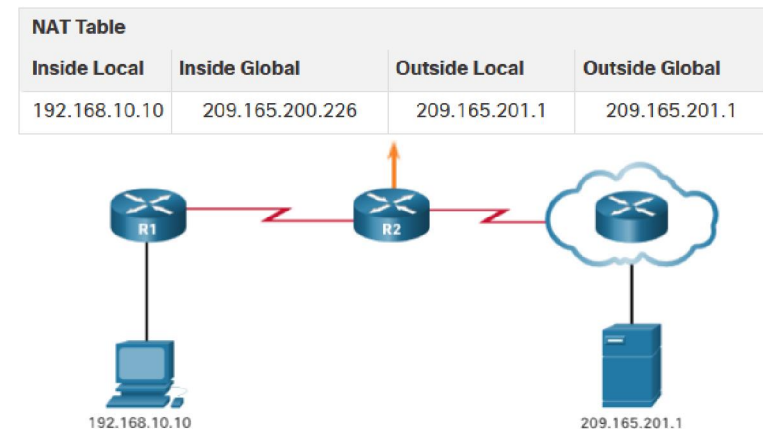 NAT Table
Inside Local Inside Global Outside Local Outside Global
192.168.10.10 209.165.200.226 209.165.201.1 209.165.201.1
R1 R2
192.168.10.10 209.165.201.1